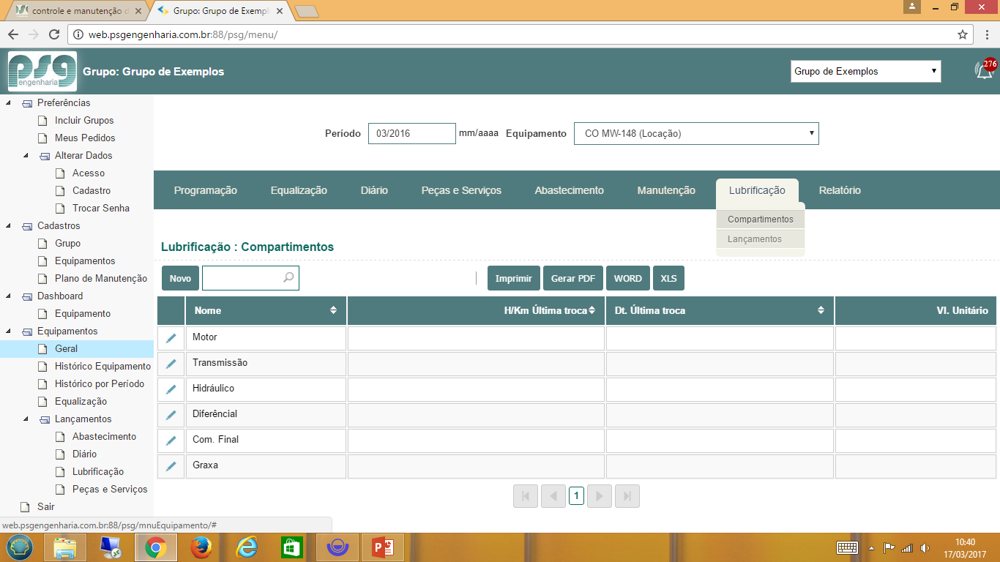 controle e manutenção d
Grupo: Grupo de Exempl
web.psgengenharia.com.br:88/psg/menu/
psg
engenharia
Grupo: Grupo de Exemplos
Grupo de Exemplos
276
Preferências
Incluir Grupos
Meus Pedidos
Alterar Dados
Acesso
Cadastro
Trocar Senha
Cadastros
Grupo
Equipamentos
Plano de Manutenção
Dashboard
Equipamento
Equipamentos
Geral
Histórico Equipamento
Histórico por Período
Equalização
Lançamentos
Abastecimento
Diário
Lubrificação
Peças e Serviços
Sair
Período 03/2016 mm/aaaa Equipamento CO MW-148 (Locação)
Programação Equalização Diário Peças e Serviços Abastecimento Manutenção Lubrificação Relatório
Compartimentos
Lançamentos
Lubrificação : Compartimentos
Novo Imprimir Gerar PDF WORD XLS
Nome H/Km Última troca Dt. Última troca Vl. Unitário
Motor
Transmissão
Hidráulico
Diferêncial
Com. Final
Graxa
1
web.psgengenharia.com.br:88/psg/mnuEquipamento/#
10:40
17/03/2017